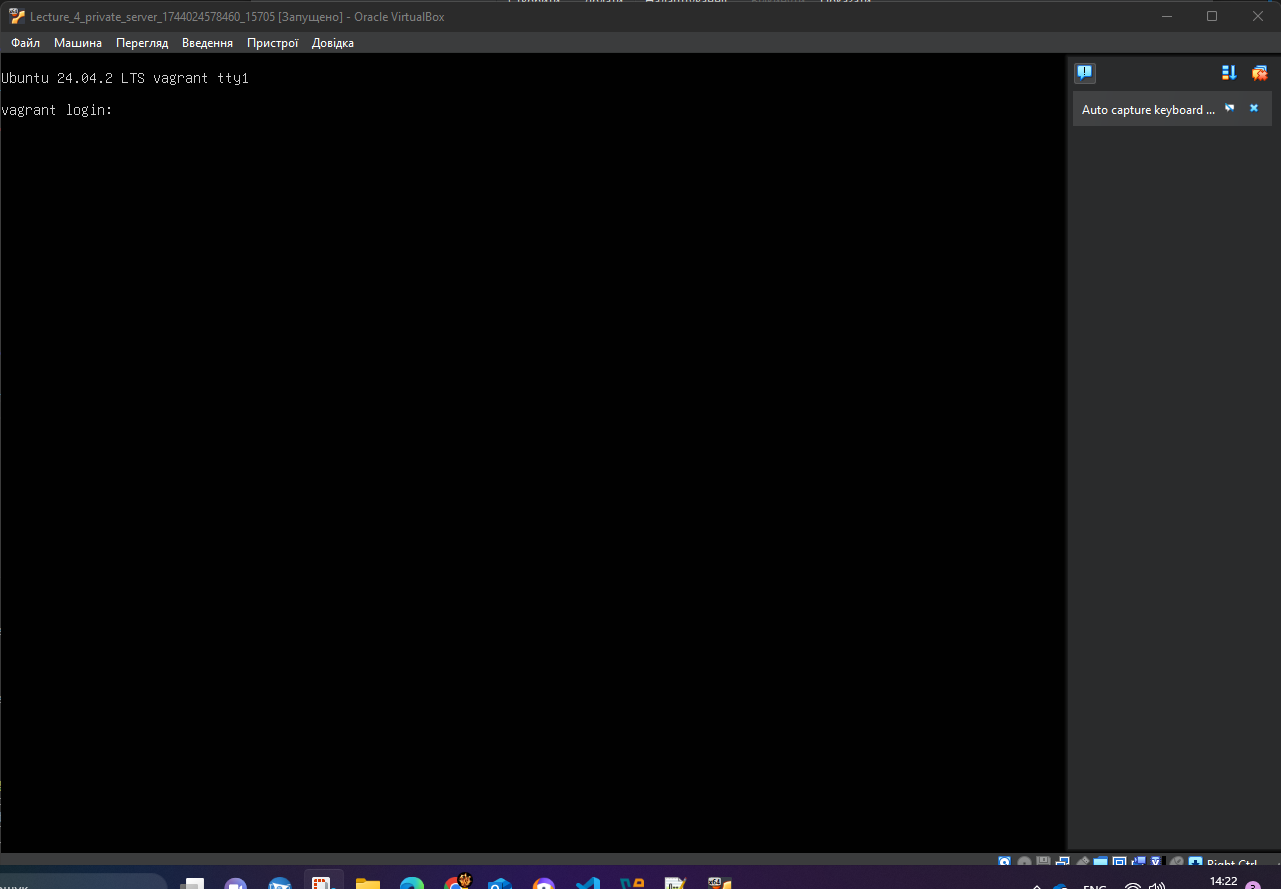 Lecture_4_private_server_1744024578460_15705 [Запущено] - Oracle VirtualBox
Файл Машина Перегляд Введення Пристрої Довідка
Ubuntu 24.04.2 LTS vagrant tty1
vagrant login:
Auto capture keyboard ...
Right Ctrl
14:22